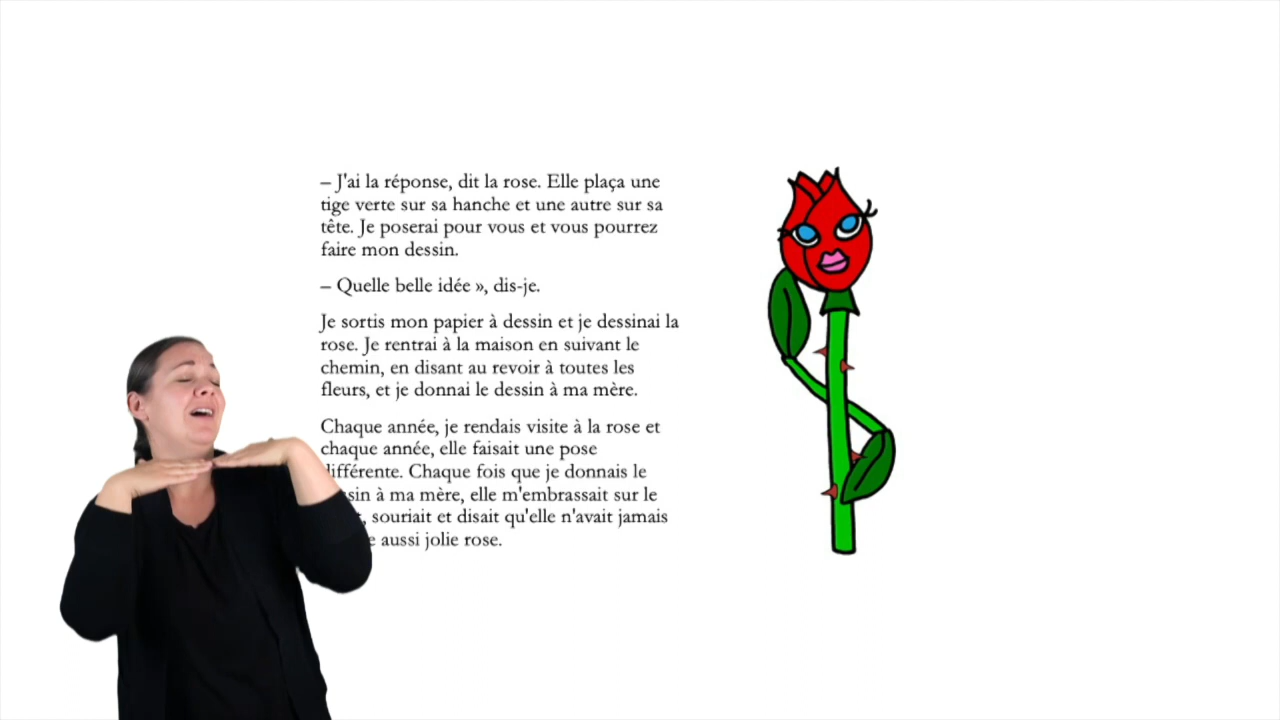 – J'ai la réponse, dit la rose. Elle plaça une
tige verte sur sa hanche et une autre sur sa
tête. Je poserai pour vous et vous pourrez
faire mon dessin.
– Quelle belle idée », dis-je.
Je sortis mon papier à dessin et je dessinai la
rose. Je rentrai à la maison en suivant le
chemin, en disant au revoir à toutes les
fleurs, et je donnai le dessin à ma mère.
Chaque année, je rendais visite à la rose et
chaque année, elle faisait une pose
différente. Chaque fois que je donnais le
à ma mère, elle m'embrassait sur le
souriait et disait qu'elle n'avait jamais
aussi jolie rose.